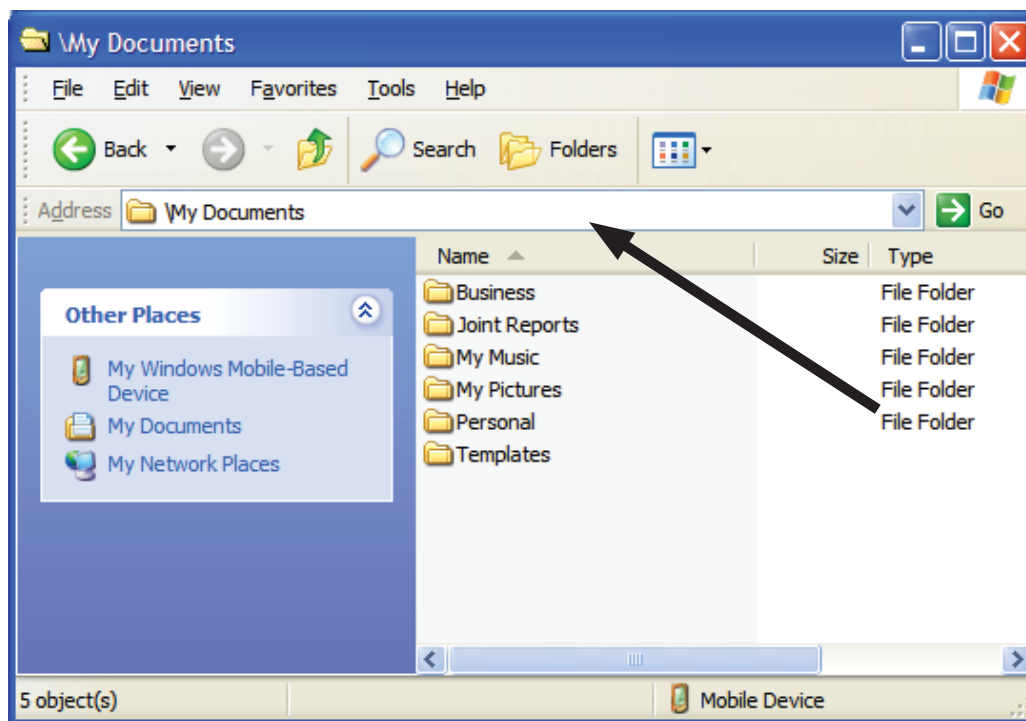 \My Documents
File Edit View Favorites Tools Help
Back Search Folders
Address \My Documents Go
Name Size Type
Other Places
My Windows Mobile-Based
Device
My Documents
My Network Places
Business File Folder
Joint Reports File Folder
My Music File Folder
My Pictures File Folder
Personal File Folder
Templates
5 object(s) Mobile Device